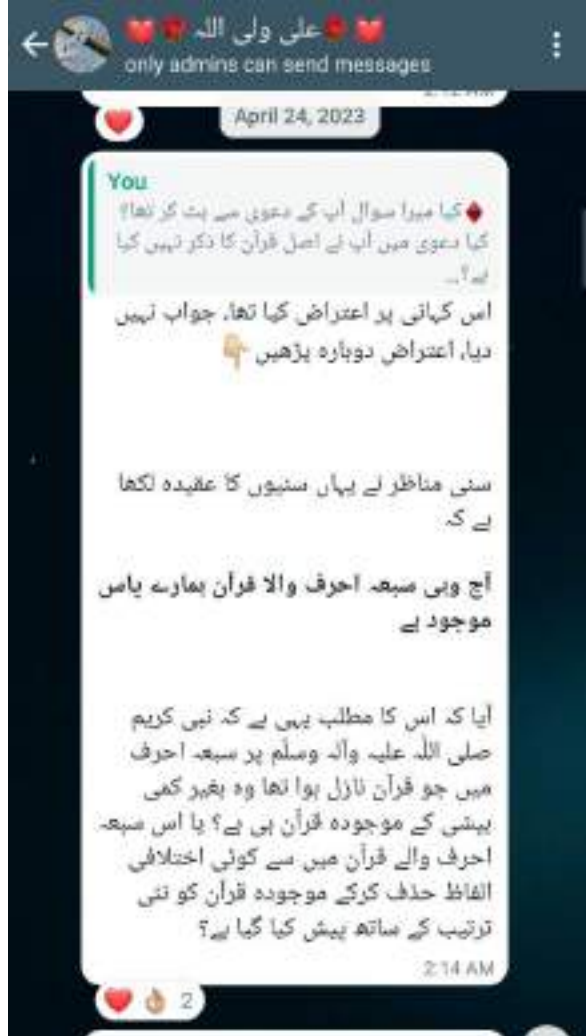 علی ولی اللہ
only admins can send messages
April 24, 2023
You
کیا میرا سوال آپ کے دعوی سے ہٹ کر تھا؟
کیا دعوی میں آپ نے اصل قرآن کا ذکر نہیں کیا
ہے؟...
اس کہانی پر اعتراض کیا تھا، جواب نہیں
دیا، اعتراض دوبارہ پڑھیں 👇
سنی مناظر نے یہاں سنیوں کا عقیدہ لکھا
ہے کہ
آج وہی سبعہ احرف والا قرآن ہمارے پاس
موجود ہے
آیا کہ اس کا مطلب یہی ہے کہ نبی کریم
صلی اللہ علیہ وآلہ وسلّم پر سبعہ احرف
میں جو قرآن نازل ہوا تھا وہ بغیر کمی
بیشی کے موجودہ قرآن ہی ہے؟ یا اس سبعہ
احرف والے قرآن میں سے کوئی اختلافی
الفاظ حذف کرکے موجودہ قرآن کو نئی
ترتیب کے ساتھ پیش کیا گیا ہے؟
2:14 AM
2